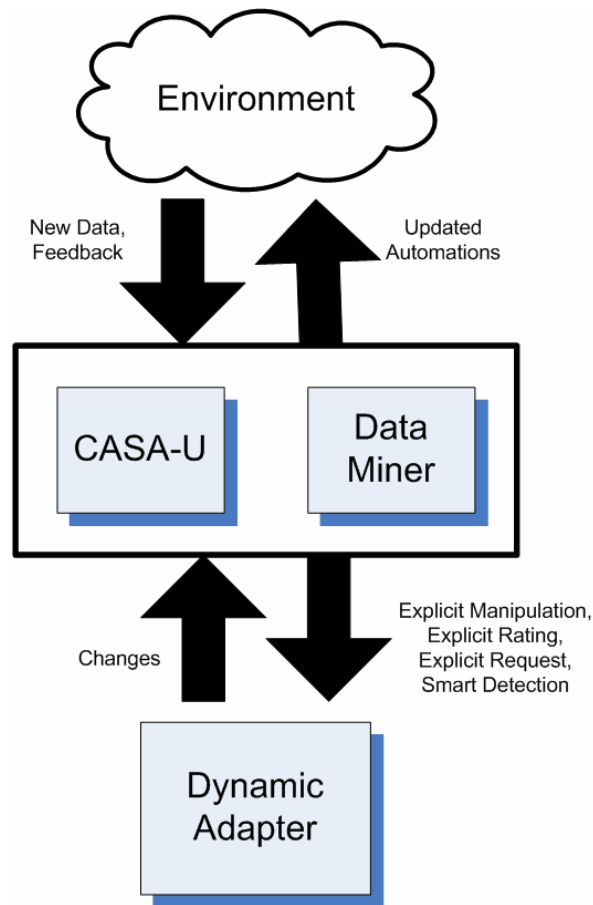 Environment
New Data,
Feedback
Updated
Automations
CASA-U
Data
Miner
Changes
Explicit Manipulation,
Explicit Rating,
Explicit Request,
Smart Detection
Dynamic
Adapter